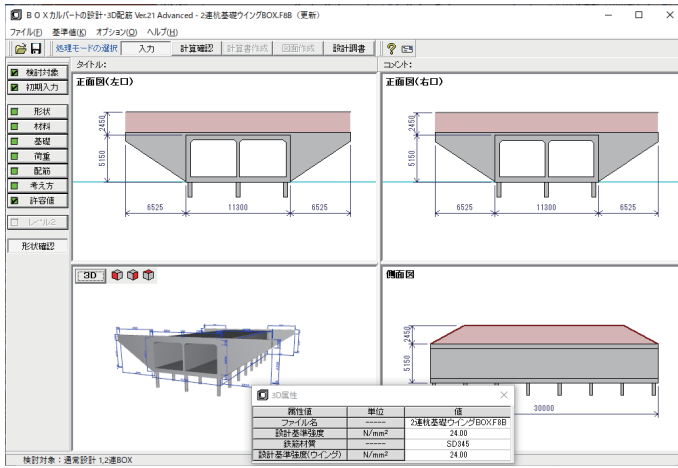 BOXカルバートの設計・3D配筋 Ver.21 Advanced - 2連杭基礎ウイングBOX.F8B (更新)
ファイル(F) 基準値(K) オプション(O) ヘルプ(H)
処理モードの選択 入力 計算確認 計算書作成 図面作成 設計調書
検討対象
初期入力
形状
材料
基礎
荷重
配筋
考え方
許容値
レベル2
形状確認
タイトル:
コメント:
正面図(左口)
2450
5150
6525
11300
6525
正面図(右口)
2450
5150
6525
11300
6525
3D
側面図
2450
5150
30000
3D属性
属性値 単位 値
ファイル名 ----- 2連杭基礎ウイングBOX.F8B
設計基準強度 N/mm² 24.00
鉄筋材質 ----- SD345
設計基準強度(ウイング) N/mm² 24.00
検討対象:通常設計 1,2連BOX